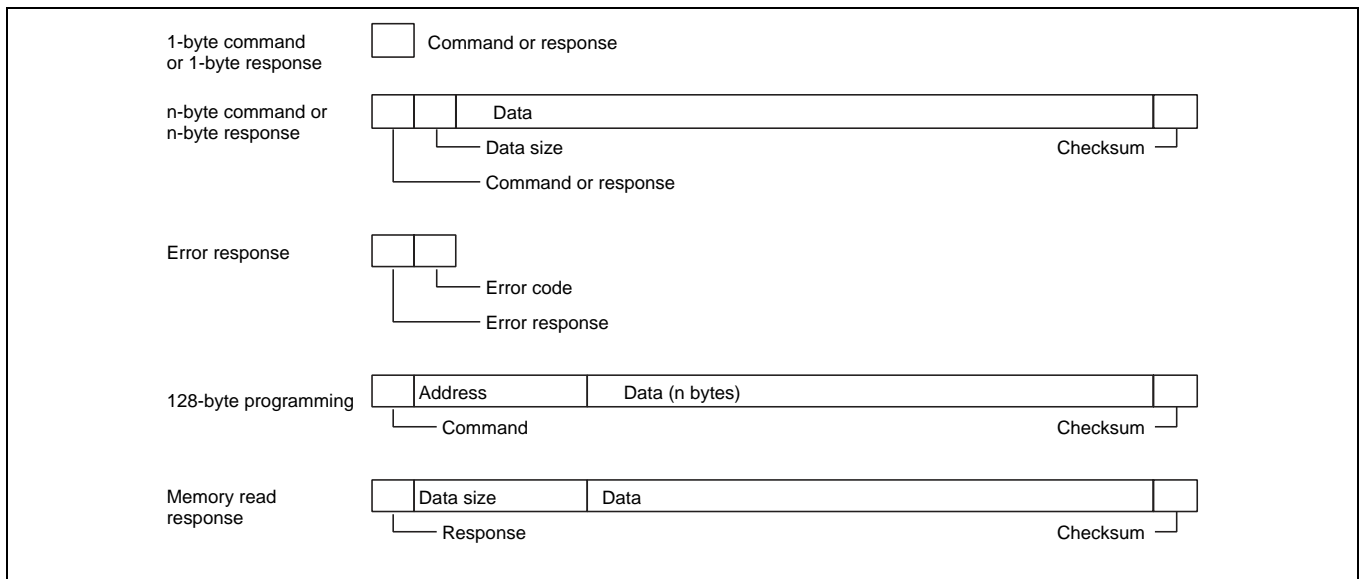 1-byte command
or 1-byte response
Command or response
n-byte command or
n-byte response
Data
Data size
Checksum
Command or response
Error response
Error code
Error response
128-byte programming
Address
Data (n bytes)
Command
Checksum
Memory read
response
Data size
Data
Response
Checksum